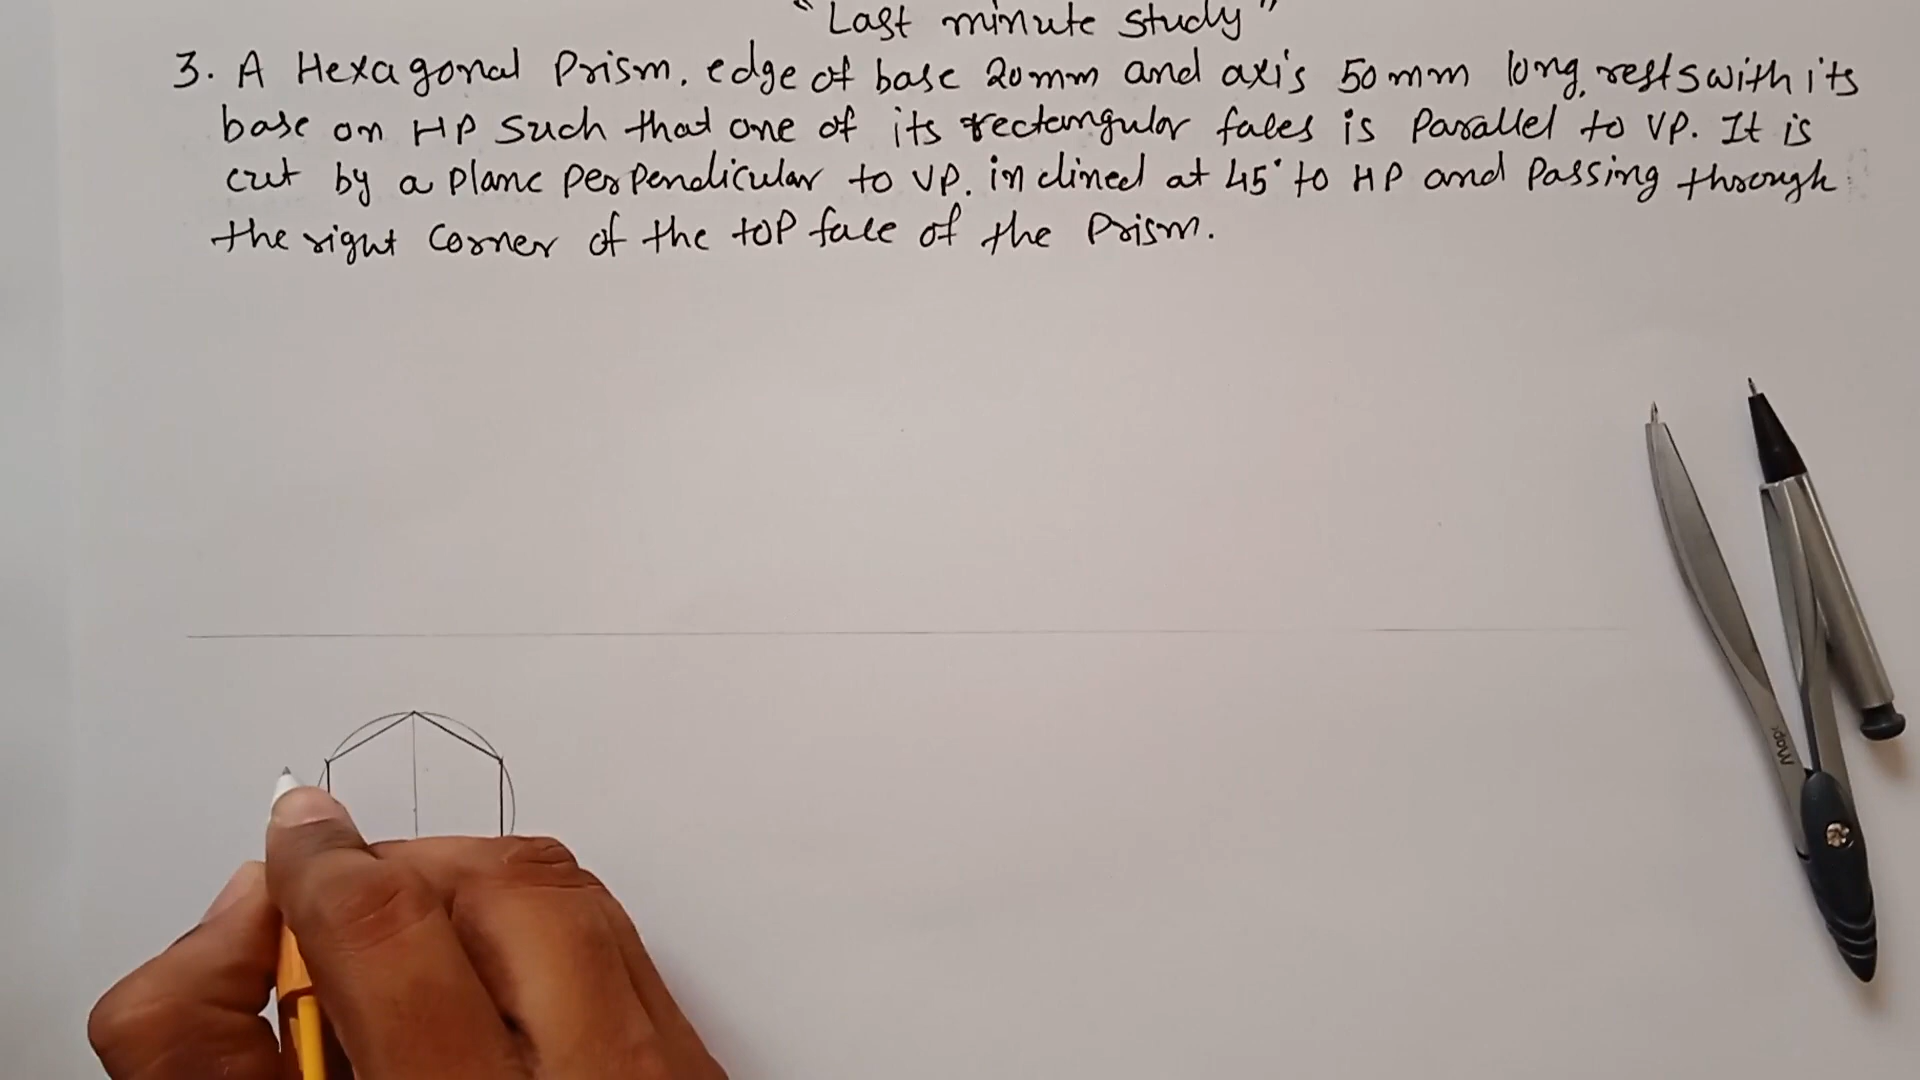 "Last minute study"
3. A Hexagonal Prism, edge of base 20mm and axis 50mm long, rests with its
base on HP such that one of its rectangular faces is Parallel to VP. It is
cut by a plane perpendicular to VP. inclined at 45° to HP and passing through
the right corner of the top face of the Prism.
Maped